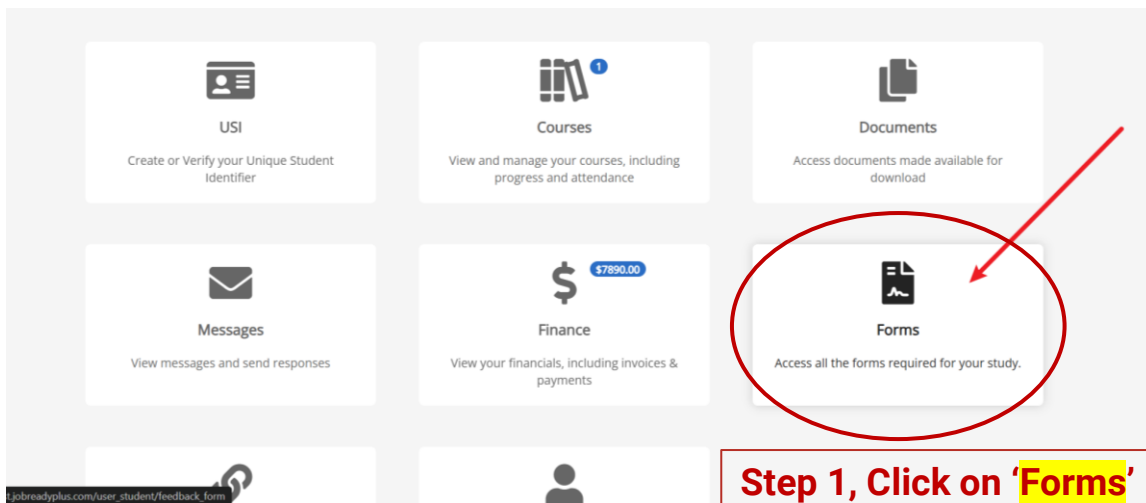 USI
Create or Verify your Unique Student
Identifier
1
Courses
View and manage your courses, including
progress and attendance
Documents
Access documents made available for
download
Messages
View messages and send responses
$7890.00
Finance
View your financials, including invoices &
payments
Forms
Access all the forms required for your study.
Step 1, Click on ‘Forms’
t.jobreadyplus.com/user_student/feedback_form